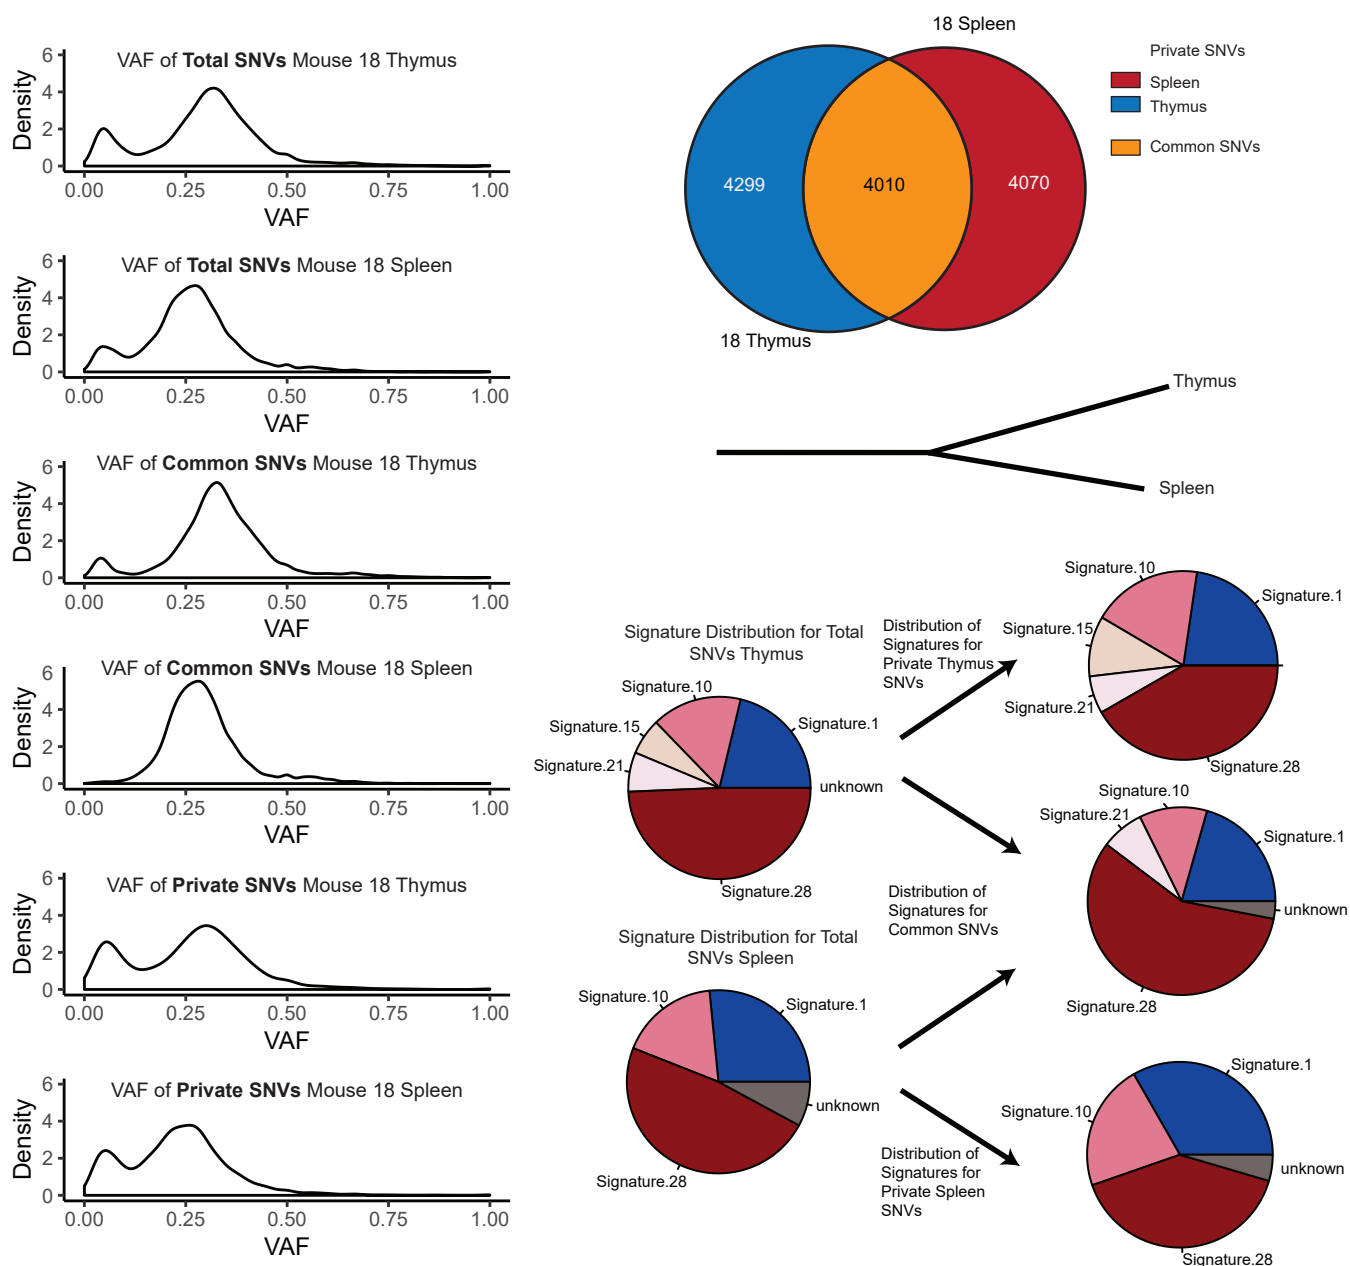 VAF of Total SNVs Mouse 18 Thymus
Density
6
4
2
0
0.00 0.25 0.50 0.75 1.00
VAF
VAF of Total SNVs Mouse 18 Spleen
Density
6
4
2
0
0.00 0.25 0.50 0.75 1.00
VAF
VAF of Common SNVs Mouse 18 Thymus
Density
6
4
2
0
0.00 0.25 0.50 0.75 1.00
VAF
VAF of Common SNVs Mouse 18 Spleen
Density
6
4
2
0
0.00 0.25 0.50 0.75 1.00
VAF
VAF of Private SNVs Mouse 18 Thymus
Density
6
4
2
0
0.00 0.25 0.50 0.75 1.00
VAF
VAF of Private SNVs Mouse 18 Spleen
Density
6
4
2
0
0.00 0.25 0.50 0.75 1.00
VAF
18 Spleen
4299 4010 4070
18 Thymus
Private SNVs
Spleen
Thymus
Common SNVs
Thymus
Spleen
Signature Distribution for Total
SNVs Thymus
Signature.10
Signature.15
Signature.1
Signature.21
unknown
Signature.28
Distribution of
Signatures for
Private Thymus
SNVs
Signature.10
Signature.1
Signature.15
Signature.21
Signature.28
Distribution of
Signatures for
Common SNVs
Signature.10
Signature.21
Signature.1
unknown
Signature.28
Signature Distribution for Total
SNVs Spleen
Signature.10
Signature.1
unknown
Signature.28
Distribution of
Signatures for
Private Spleen
SNVs
Signature.1
Signature.10
unknown
Signature.28